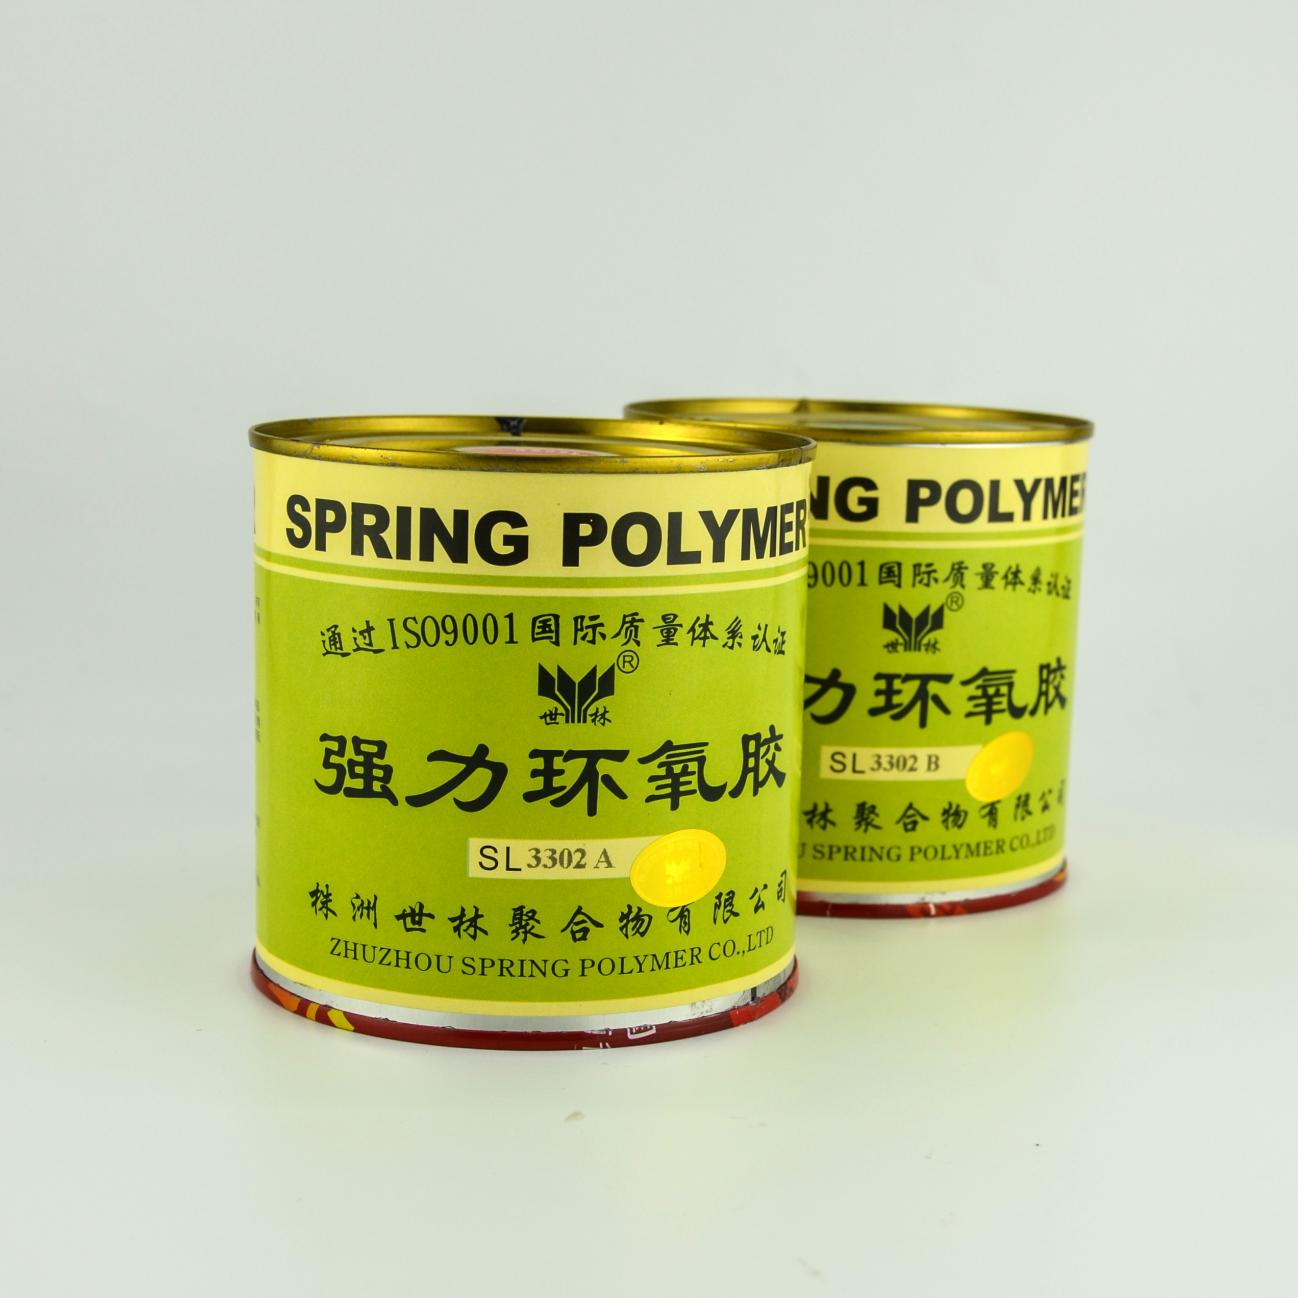 SPRING POLYMER
通过ISO9001国际质量体系认证
®
世林
强力环氧胶
SL 3302 A
株洲世林聚合物有限公司
ZHUZHOU SPRING POLYMER CO.,LTD
NG POLYMER
9001国际质量体系认证
®
世林
力环氧胶
SL 3302 B
林聚合物有限公司
U SPRING POLYMER CO.,LTD